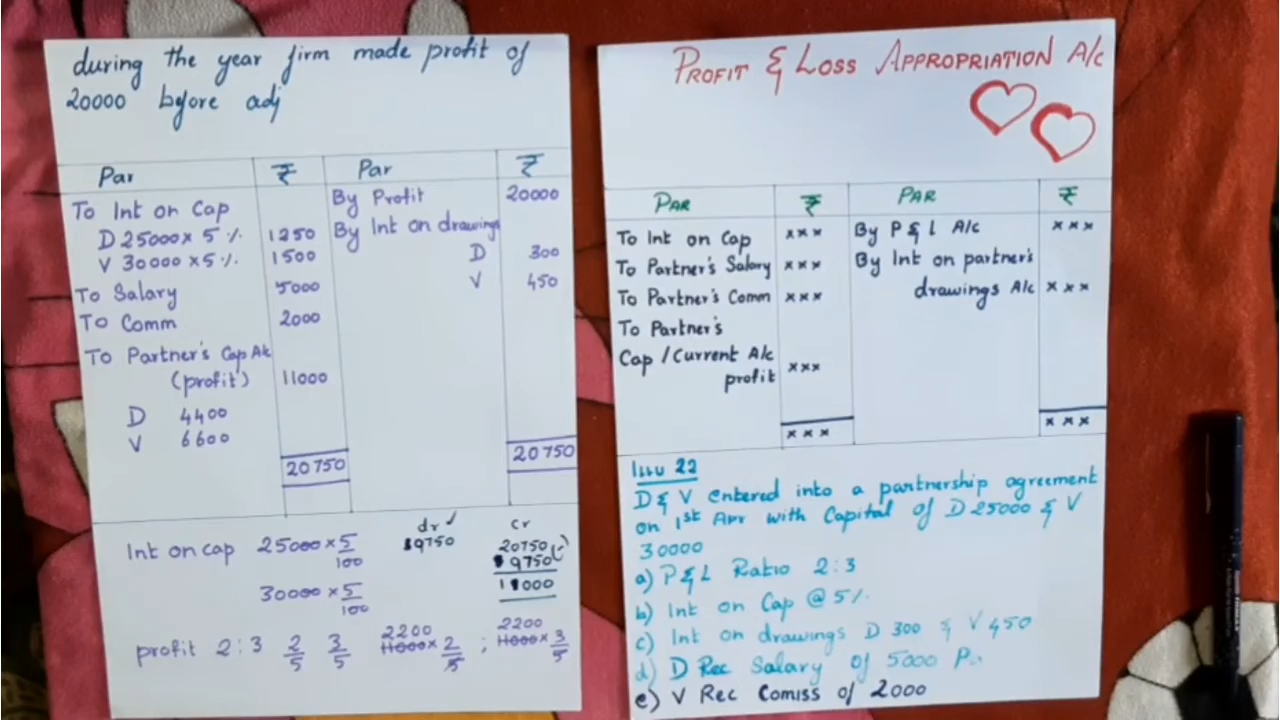 during the year firm made profit of
20000 before adj
Par ₹ Par ₹
To Int on Cap By Profit 20000
D 25000 x 5 % 1250 By Int on drawings
V 30000 x 5 % 1500 D 300
To Salary 5000 V 450
To Comm 2000
To Partner's Cap A/c
(profit) 11000
D 4400
V 6600
20750 20750
Int on cap 25000 x 5/100 dr ✓ 9750 cr 20750 (-)
9750
30000 x 5/100 11000
profit 2:3 2/5 3/5 2200 11000 x 2/5 ; 2200 11000 x 3/5
PROFIT & LOSS APPROPRIATION A/c
PAR ₹ PAR ₹
To Int on Cap xxx By P & L A/c xxx
To Partner's Salary xxx By Int on partner's
To Partner's Comm xxx drawings A/c xxx
To Partner's
Cap / Current A/c
profit xxx
xxx xxx
Illu 22
D & V entered into a partnership agreement
on 1st Apr with Capital of D 25000 & V
30000
a) P & L Ratio 2:3
b) Int on Cap @ 5%.
c) Int on drawings D 300 & V 450
d) D Rec Salary of 5000 Pa
e) V Rec Comiss of 2000